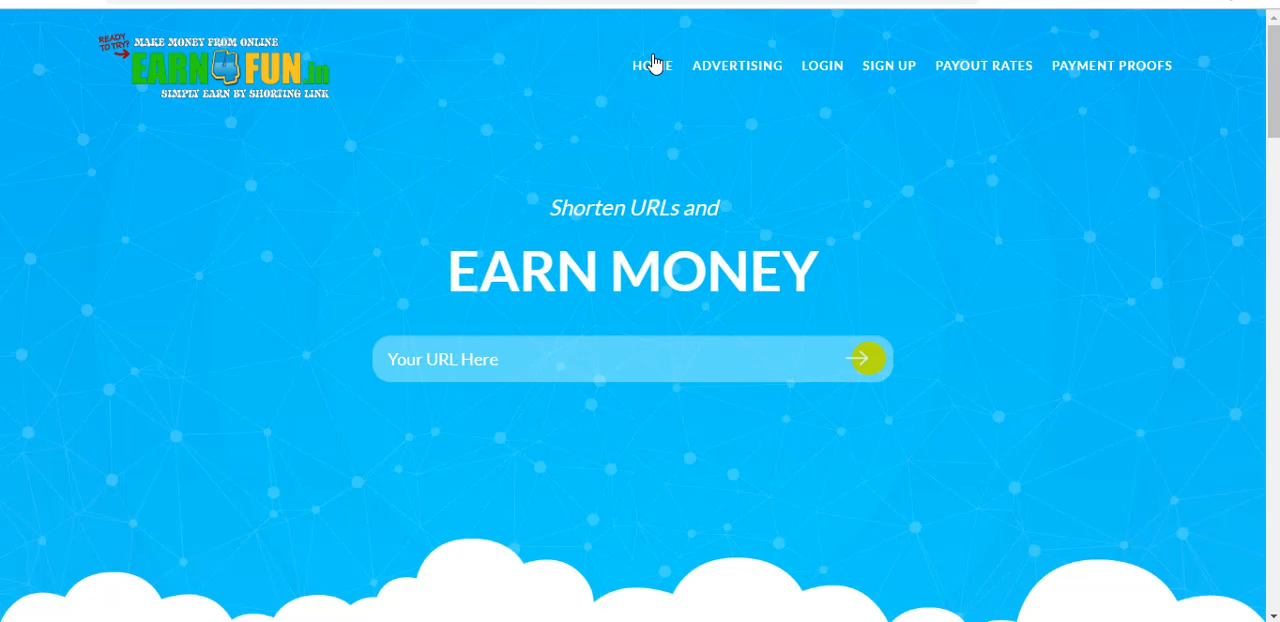 READY
TO TRY?
MAKE MONEY FROM ONLINE
EARN4FUN.in
SIMPLY EARN BY SHORTING LINK
HOME ADVERTISING LOGIN SIGN UP PAYOUT RATES PAYMENT PROOFS
Shorten URLs and
EARN MONEY
Your URL Here